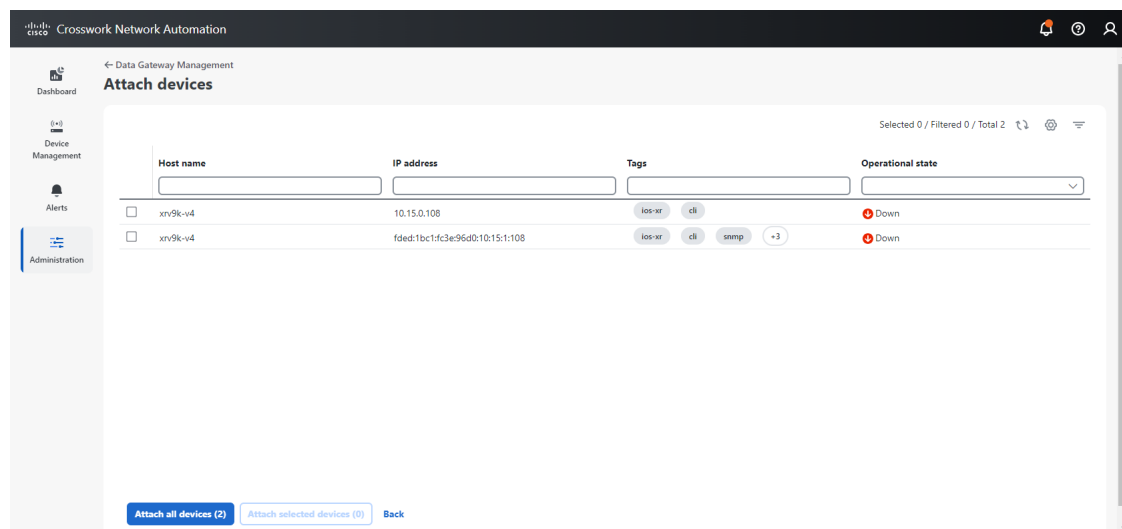 CISCO Crosswork Network Automation
← Data Gateway Management
Attach devices
Dashboard
Device
Management
Alerts
Administration
Selected 0 / Filtered 0 / Total 2
Host name IP address Tags Operational state
xrv9k-v4 10.15.0.108 ios-xr cli Down
xrv9k-v4 fded:1bc1:fc3e:96d0:10:15:1:108 ios-xr cli snmp +3 Down
Attach all devices (2) Attach selected devices (0) Back